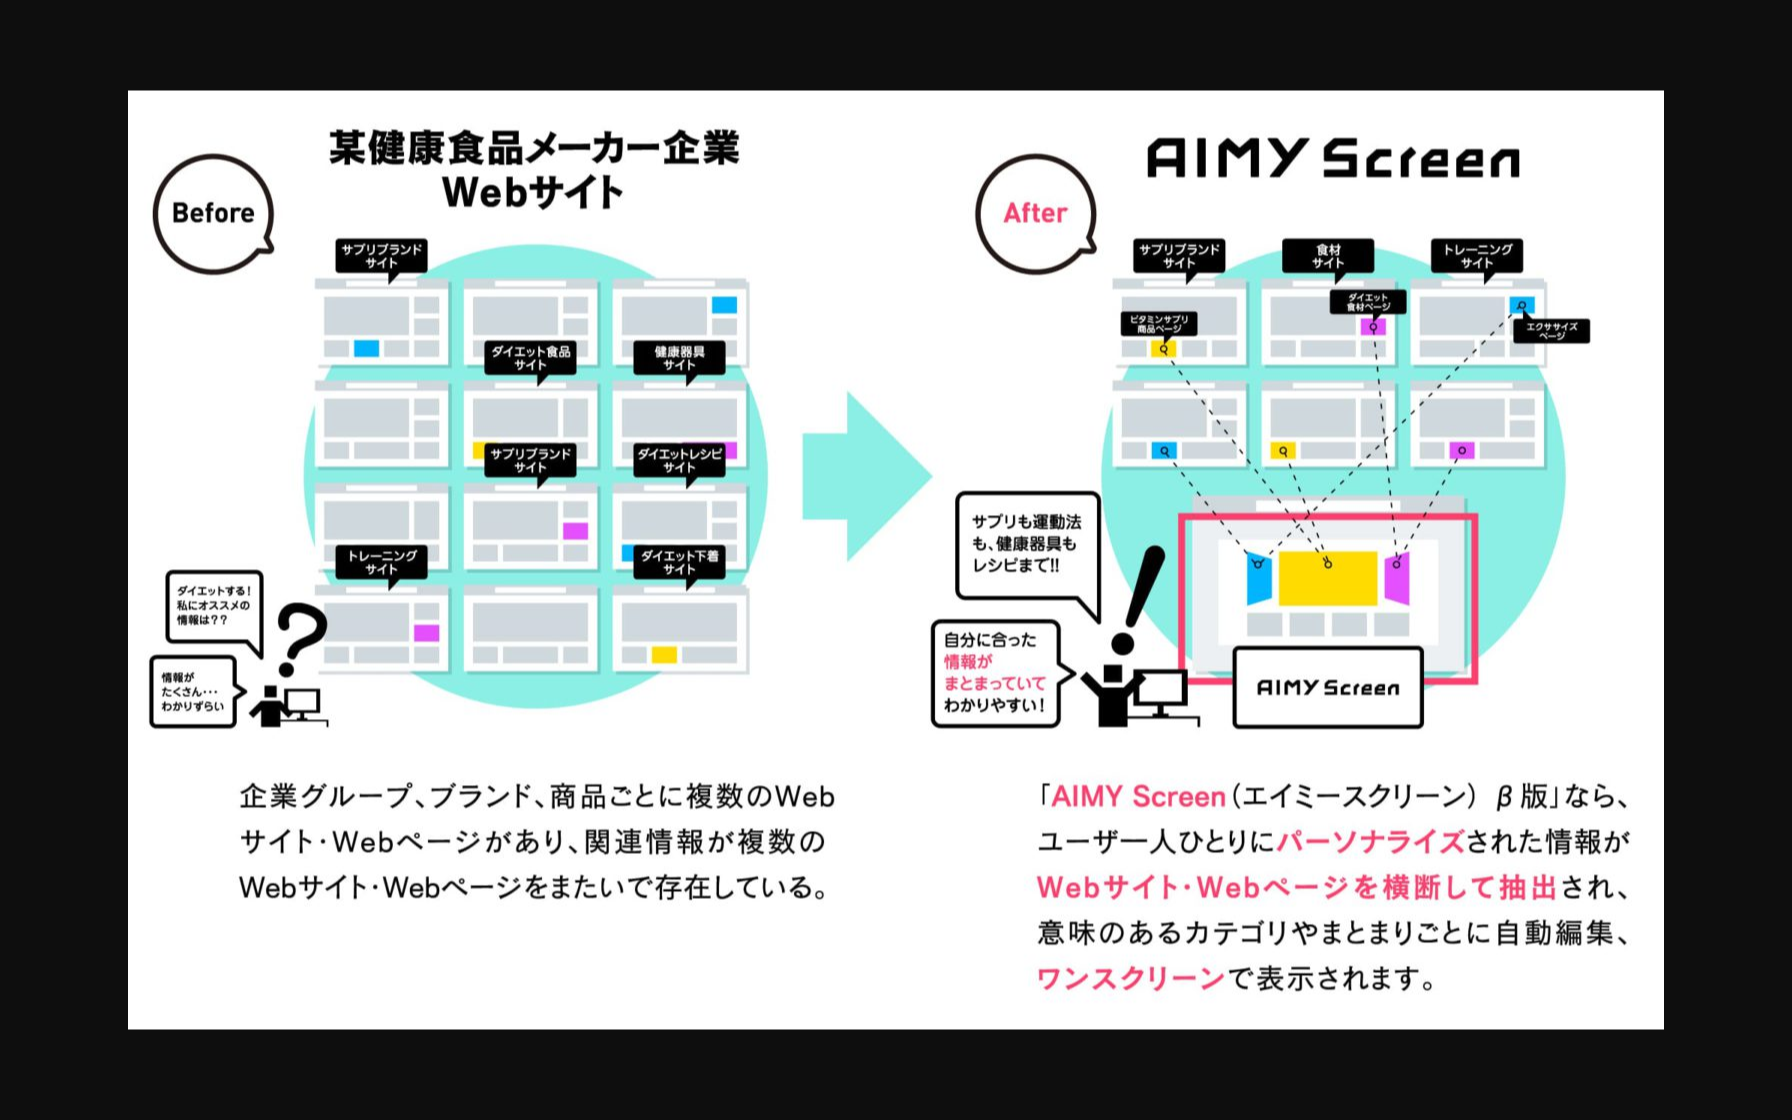 Before
某健康食品メーカー企業
Webサイト
サプリブランド
サイト
ダイエット食品
サイト
健康器具
サイト
サプリブランド
サイト
ダイエットレシピ
サイト
トレーニング
サイト
ダイエット下着
サイト
ダイエットする！
私にオススメの
情報は？？
情報が
たくさん・・・
わかりずらい
企業グループ、ブランド、商品ごとに複数のWeb
サイト・Webページがあり、関連情報が複数の
Webサイト・Webページをまたいで存在している。
After
AIMY Screen
サプリブランド
サイト
食材
サイト
トレーニング
サイト
ビタミンサプリ
商品ページ
ダイエット
食材ページ
エクササイズ
ページ
サプリも運動法
も、健康器具も
レシピまで!!
自分に合った
情報が
まとまっていて
わかりやすい！
AIMY Screen
「AIMY Screen（エイミースクリーン） β版」なら、
ユーザー人ひとりにパーソナライズされた情報が
Webサイト・Webページを横断して抽出され、
意味のあるカテゴリやまとまりごとに自動編集、
ワンスクリーンで表示されます。